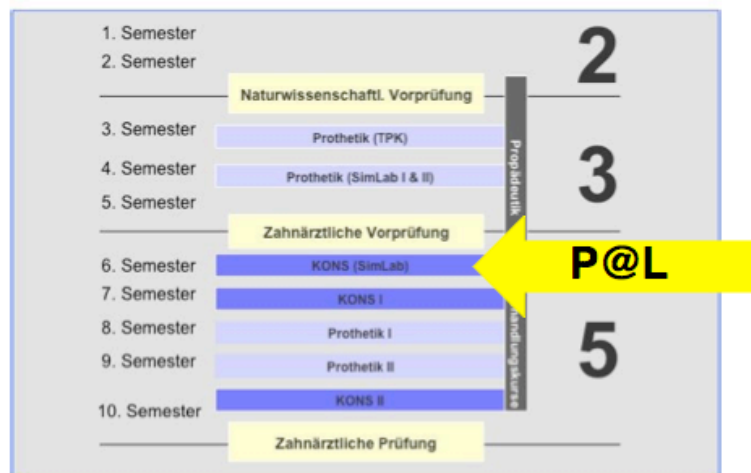 1. Semester
2. Semester
2
Naturwissenschaftl. Vorprüfung
3. Semester
Prothetik (TPK)
4. Semester
Prothetik (SimLab I & II)
5. Semester
3
Propädeutik
Zahnärztliche Vorprüfung
6. Semester
KONS (SimLab)
P@L
7. Semester
KONS I
8. Semester
Prothetik I
9. Semester
Prothetik II
5
10. Semester
KONS II
Zahnärztliche Prüfung